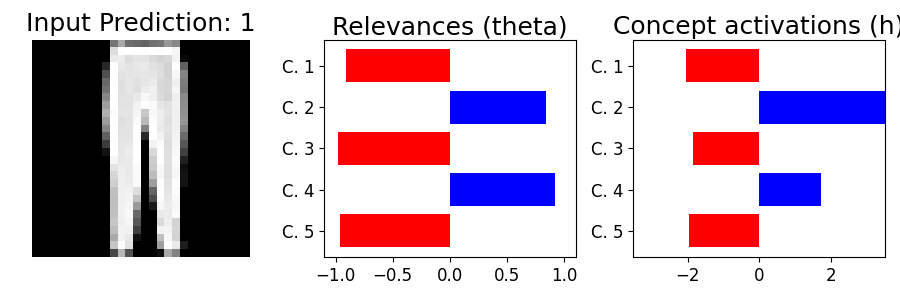 Input Prediction: 1
Relevances (theta)
C. 1
C. 2
C. 3
C. 4
C. 5
−1.0 −0.5 0.0 0.5 1.0
Concept activations (h)
C. 1
C. 2
C. 3
C. 4
C. 5
−2 0 2